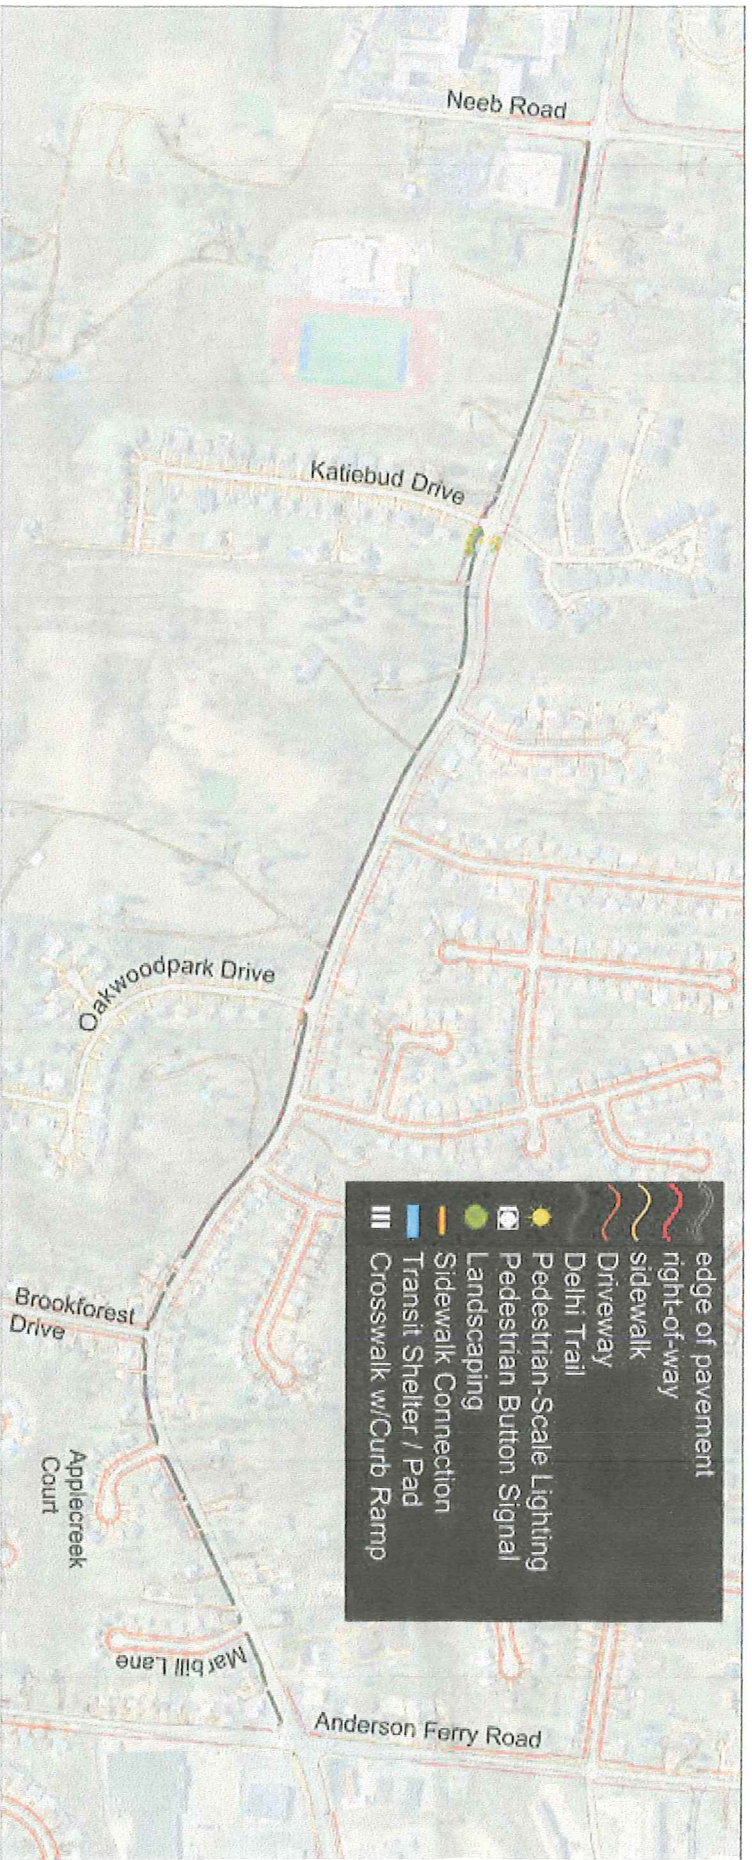 Neeb Road
Katiebud Drive
Oakwoodpark Drive
Brookforest
Drive
Applecreek
Court
Marbill Lane
Anderson Ferry Road
edge of pavement
right-of-way
sidewalk
Driveway
Delhi Trail
Pedestrian-Scale Lighting
Pedestrian Button Signal
Landscaping
Sidewalk Connection
Transit Shelter / Pad
Crosswalk w/Curb Ramp